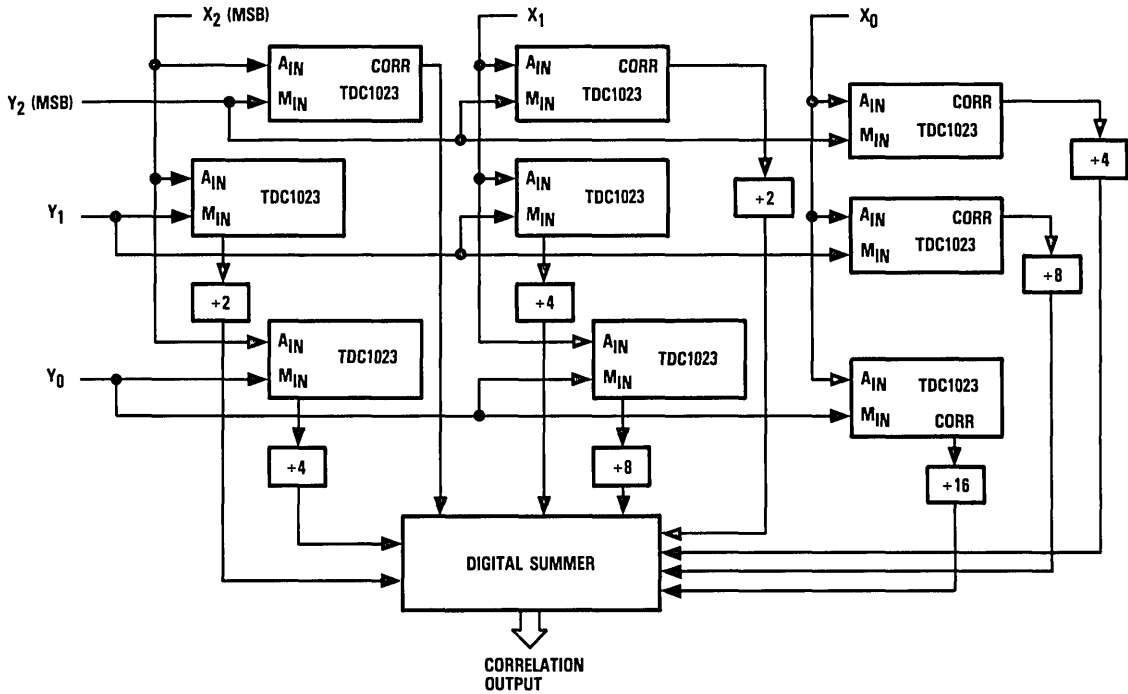 X2 (MSB)
X1
X0
AIN
CORR
TDC1023
MIN
AIN
CORR
TDC1023
MIN
Y2 (MSB)
AIN
CORR
TDC1023
MIN
÷4
AIN
TDC1023
MIN
AIN
TDC1023
MIN
÷2
Y1
AIN
CORR
TDC1023
MIN
÷8
÷2
÷4
AIN
TDC1023
MIN
AIN
TDC1023
MIN
Y0
AIN
TDC1023
MIN
CORR
÷4
÷8
÷16
DIGITAL SUMMER
CORRELATION
OUTPUT